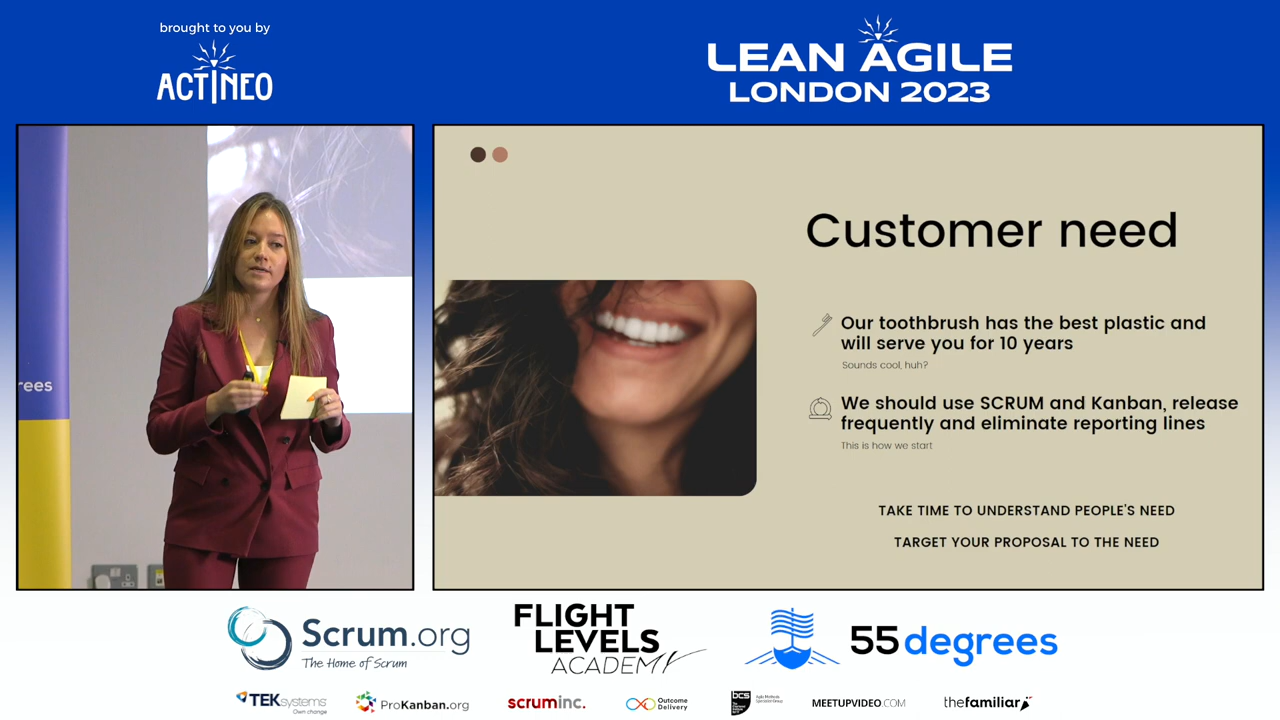 brought to you by
ACTINEO
LEAN AGILE
LONDON 2023
rees
Customer need
Our toothbrush has the best plastic and
will serve you for 10 years
Sounds cool, huh?
We should use SCRUM and Kanban, release
frequently and eliminate reporting lines
This is how we start
TAKE TIME TO UNDERSTAND PEOPLE'S NEED
TARGET YOUR PROPOSAL TO THE NEED
Scrum.org
The Home of Scrum
FLIGHT
LEVELS
ACADEMY
55 degrees
TEKsystems
Own change
ProKanban.org
scruminc.
Outcome
Delivery
bcs
MEETUPVIDEO.COM
thefamiliar